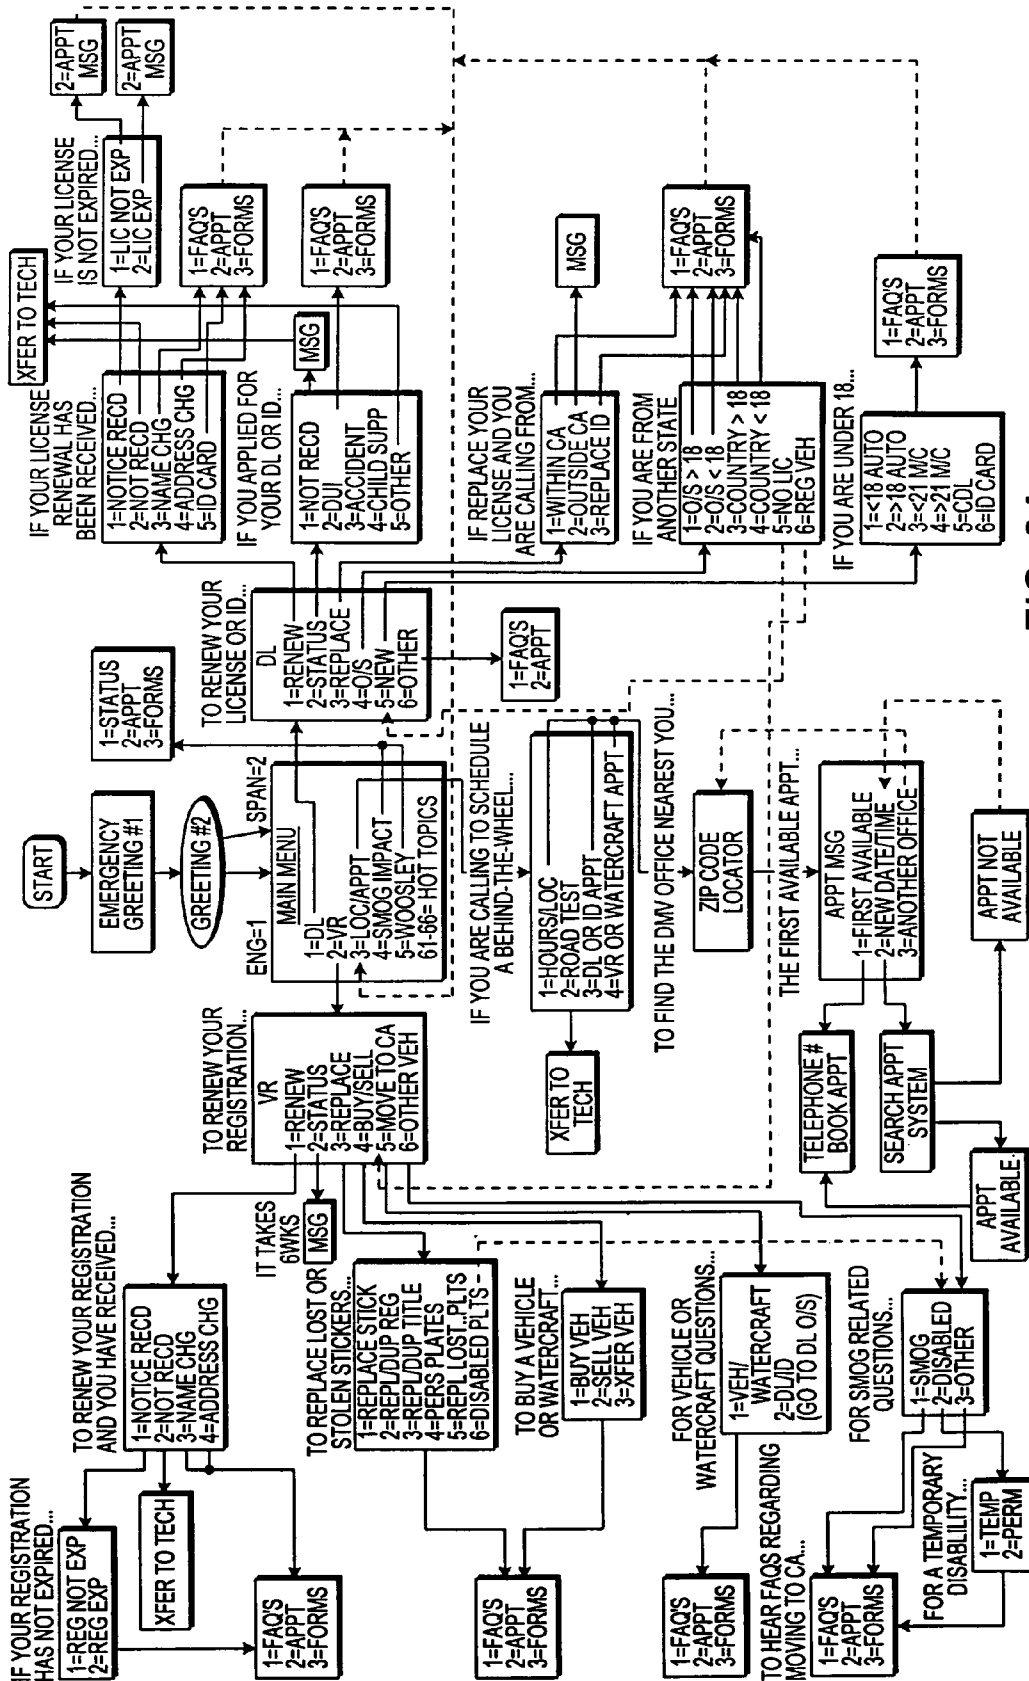 START
EMERGENCY
GREETING #1
GREETING #2
ENG=1
SPAN=2
MAIN MENU
1=DL
2=VR
3=LOC/APPT
4=SMOG IMPACT
5=WOOSLEY
61-66= HOT TOPICS
1=STATUS
2=APPT
3=FORMS
TO RENEW YOUR
LICENSE OR ID...
DL
1=RENEW
2=STATUS
3=REPLACE
4=O/S
5=NEW
6=OTHER
1=FAQ'S
2=APPT
IF YOUR LICENSE
RENEWAL HAS
BEEN RECEIVED...
1=NOTICE RECD
2=NOT RECD
3=NAME CHG
4=ADDRESS CHG
5=ID CARD
XFER TO TECH
IF YOUR LICENSE
IS NOT EXPIRED...
1=LIC NOT EXP
2=LIC EXP
2=APPT
MSG
2=APPT
MSG
1=FAQ'S
2=APPT
3=FORMS
IF YOU APPLIED FOR
YOUR DL OR ID...
1=NOT RECD
2=DUI
3=ACCIDENT
4=CHILD SUPP
5=OTHER
MSG
1=FAQ'S
2=APPT
3=FORMS
IF REPLACE YOUR
LICENSE AND YOU
ARE CALLING FROM...
1=WITHIN CA
2=OUTSIDE CA
3=REPLACE ID
MSG
1=FAQ'S
2=APPT
3=FORMS
IF YOU ARE FROM
ANOTHER STATE
1=O/S > 18
2=O/S < 18
3=COUNTRY > 18
4=COUNTRY < 18
5=NO LIC
6=REG VEH
IF YOU ARE UNDER 18...
1=<18 AUTO
2=>18 AUTO
3=<21 M/C
4=>21 M/C
5=CDL
6=ID CARD
1=FAQ'S
2=APPT
3=FORMS
TO RENEW YOUR
REGISTRATION...
VR
1=RENEW
2=STATUS
3=REPLACE
4=BUY/SELL
5=MOVE TO CA
6=OTHER VEH
IF YOU ARE CALLING TO SCHEDULE
A BEHIND-THE-WHEEL...
1=HOURS/LOC
2=ROAD TEST
3=DL OR ID APPT
4=VR OR WATERCRAFT APPT
XFER TO
TECH
TO FIND THE DMV OFFICE NEAREST YOU...
ZIP CODE
LOCATOR
THE FIRST AVAILABLE APPT...
APPT MSG
1=FIRST AVAILABLE
2=NEW DATE/TIME
3=ANOTHER OFFICE
TELEPHONE #
BOOK APPT
SEARCH APPT
SYSTEM
APPT
AVAILABLE.
APPT NOT
AVAILABLE
TO RENEW YOUR REGISTRATION
AND YOU HAVE RECEIVED...
1=NOTICE RECD
2=NOT RECD
3=NAME CHG
4=ADDRESS CHG
IF YOUR REGISTRATION
HAS NOT EXPIRED...
1=REG NOT EXP
2=REG EXP
XFER TO TECH
1=FAQ'S
2=APPT
3=FORMS
IT TAKES
6WKS
MSG
TO REPLACE LOST OR
STOLEN STICKERS...
1=REPLACE STICK
2=REPL/DUP REG
3=REPL/DUP TITLE
4=PERS PLATES
5=REPL LOST PLTS
6=DISABLED PLTS
TO BUY A VEHICLE
OR WATERCRAFT...
1=BUY VEH
2=SELL VEH
3=XFER VEH
1=FAQ'S
2=APPT
3=FORMS
FOR VEHICLE OR
WATERCRAFT QUESTIONS...
1=VEH/
WATERCRAFT
2=DL/ID
(GO TO DL O/S)
1=FAQ'S
2=APPT
3=FORMS
FOR SMOG RELATED
QUESTIONS...
1=SMOG
2=DISABLED
3=OTHER
TO HEAR FAQS REGARDING
MOVING TO CA...
1=FAQ'S
2=APPT
3=FORMS
FOR A TEMPORARY
DISABLILITY...
1=TEMP
2=PERM